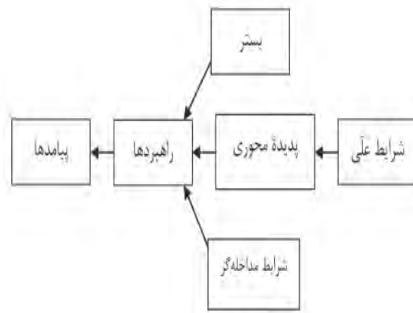 بستر
شرایط علّی
پدیدهٔ محوری
راهبردها
پیامدها
شرایط مداخله‌گر